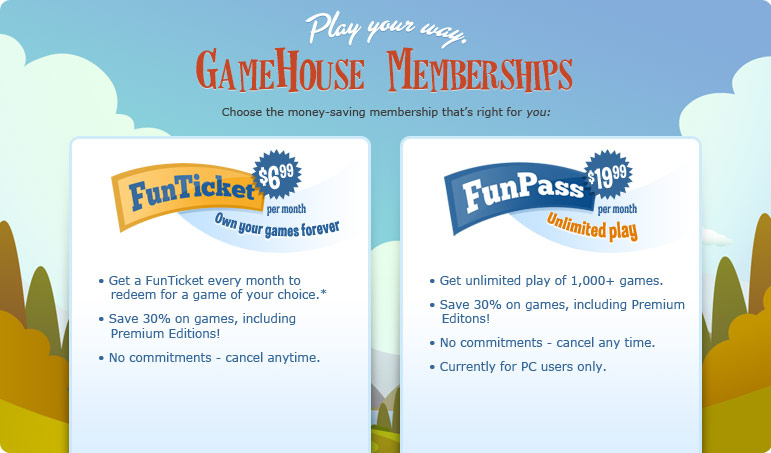 Play your way.
GameHouse Memberships
Choose the money-saving membership that's right for you:
FunTicket
$6.99
per month
Own your games forever
• Get a FunTicket every month to
redeem for a game of your choice.*
• Save 30% on games, including
Premium Editions!
• No commitments - cancel anytime.
FunPass
$19.99
per month
Unlimited play
• Get unlimited play of 1,000+ games.
• Save 30% on games, including Premium
Editons!
• No commitments - cancel any time.
• Currently for PC users only.